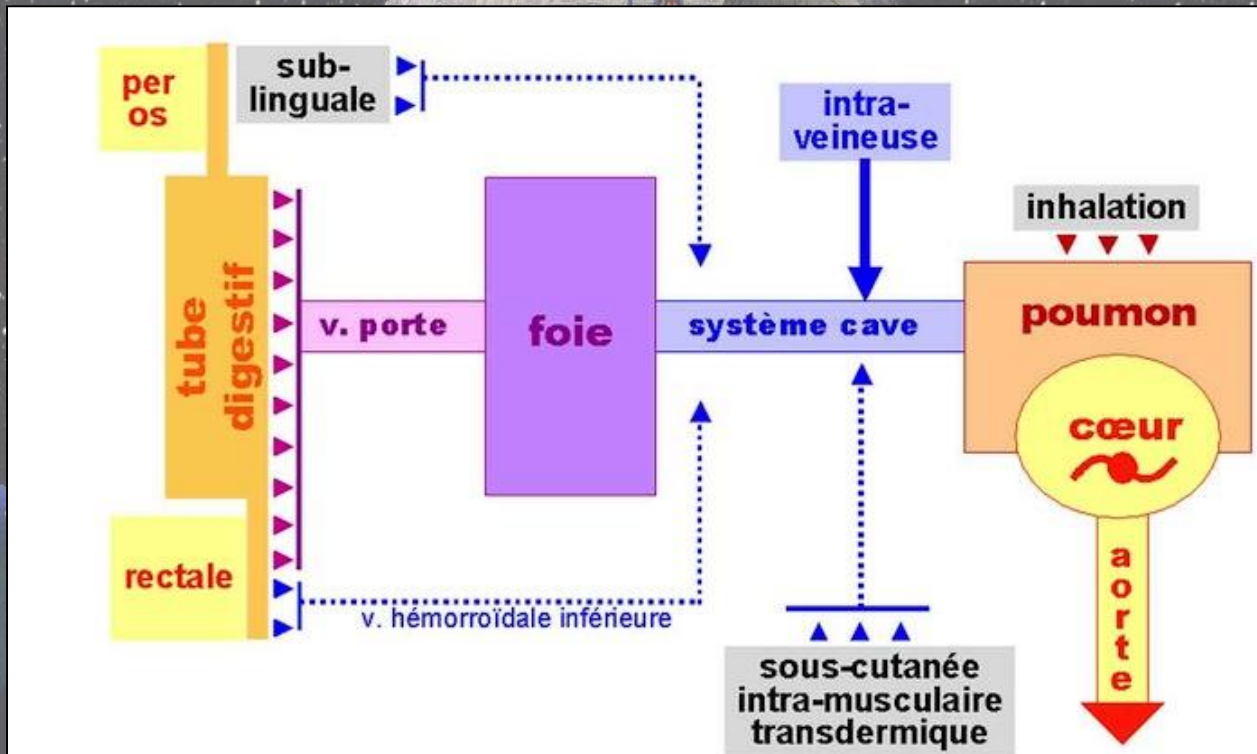 per
os
sub-
linguale
intra-
veineuse
inhalation
tube
digestif
v. porte
foie
système cave
poumon
cœur
rectale
v. hémorroïdale inférieure
sous-cutanée
intra-musculaire
transdermique
aorte